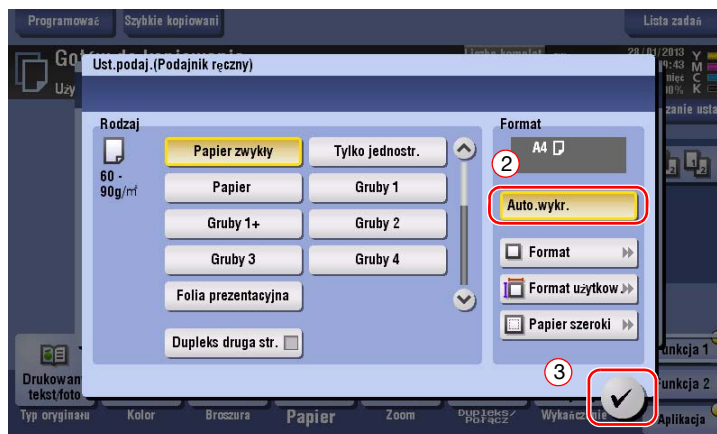 Programować
Szybkie kopiowani
Lista zadań
28/01/2013
Uży
Ust.podaj.(Podajnik ręczny)
Y
M
C
K
Rodzaj
60 -
90g/㎡
Papier zwykły
Tylko jednostr.
Papier
Gruby 1
Gruby 1+
Gruby 2
Gruby 3
Gruby 4
Folia prezentacyjna
Dupleks druga str.
Format
A4
2
Auto.wykr.
Format
Format użytkow.
Papier szeroki
3
Drukowan
tekst/foto
unkcja 1
unkcja 2
Typ oryginału
Kolor
Broszura
Papier
Zoom
Dupleks/
Połącz
Wykańczanie
Aplikacja